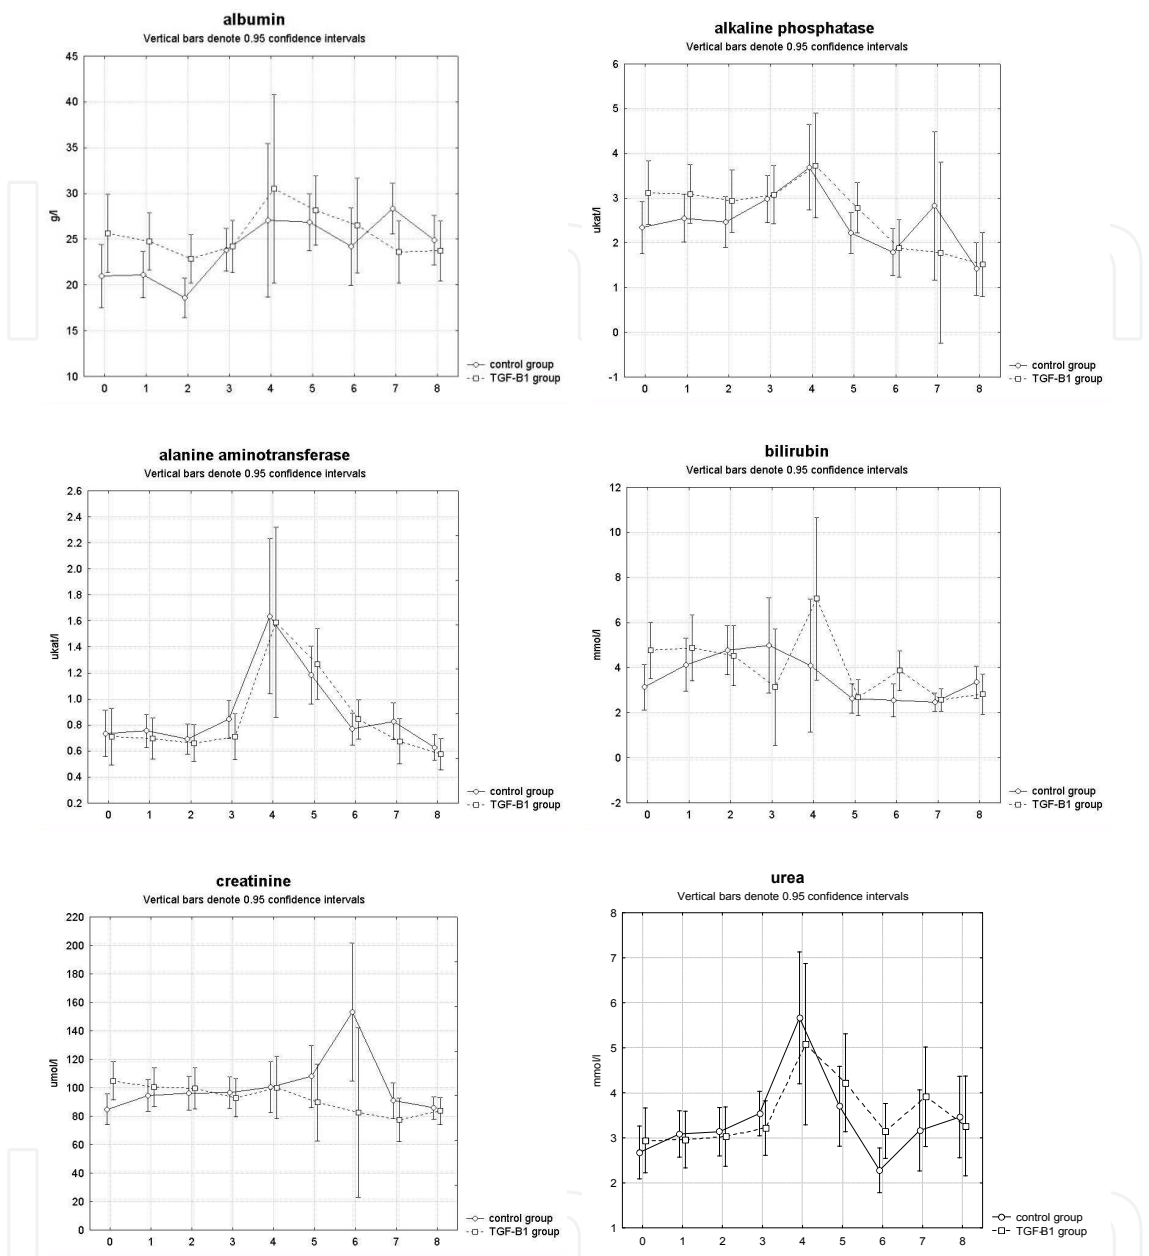 albumin
Vertical bars denote 0.95 confidence intervals
45
40
35
30
25
20
15
10
g/l
0 1 2 3 4 5 6 7 8
control group
TGF-B1 group
alkaline phosphatase
Vertical bars denote 0.95 confidence intervals
6
5
4
3
2
1
0
-1
ukat/l
0 1 2 3 4 5 6 7 8
control group
TGF-B1 group
alanine aminotransferase
Vertical bars denote 0.95 confidence intervals
2.6
2.4
2.2
2.0
1.8
1.6
1.4
1.2
1.0
0.8
0.6
0.4
0.2
ukat/l
0 1 2 3 4 5 6 7 8
control group
TGF-B1 group
bilirubin
Vertical bars denote 0.95 confidence intervals
12
10
8
6
4
2
0
-2
mmol/l
0 1 2 3 4 5 6 7 8
control group
TGF-B1 group
creatinine
Vertical bars denote 0.95 confidence intervals
220
200
180
160
140
120
100
80
60
40
20
0
umol/l
0 1 2 3 4 5 6 7 8
control group
TGF-B1 group
urea
Vertical bars denote 0.95 confidence intervals
8
7
6
5
4
3
2
1
mmol/l
0 1 2 3 4 5 6 7 8
control group
TGF-B1 group